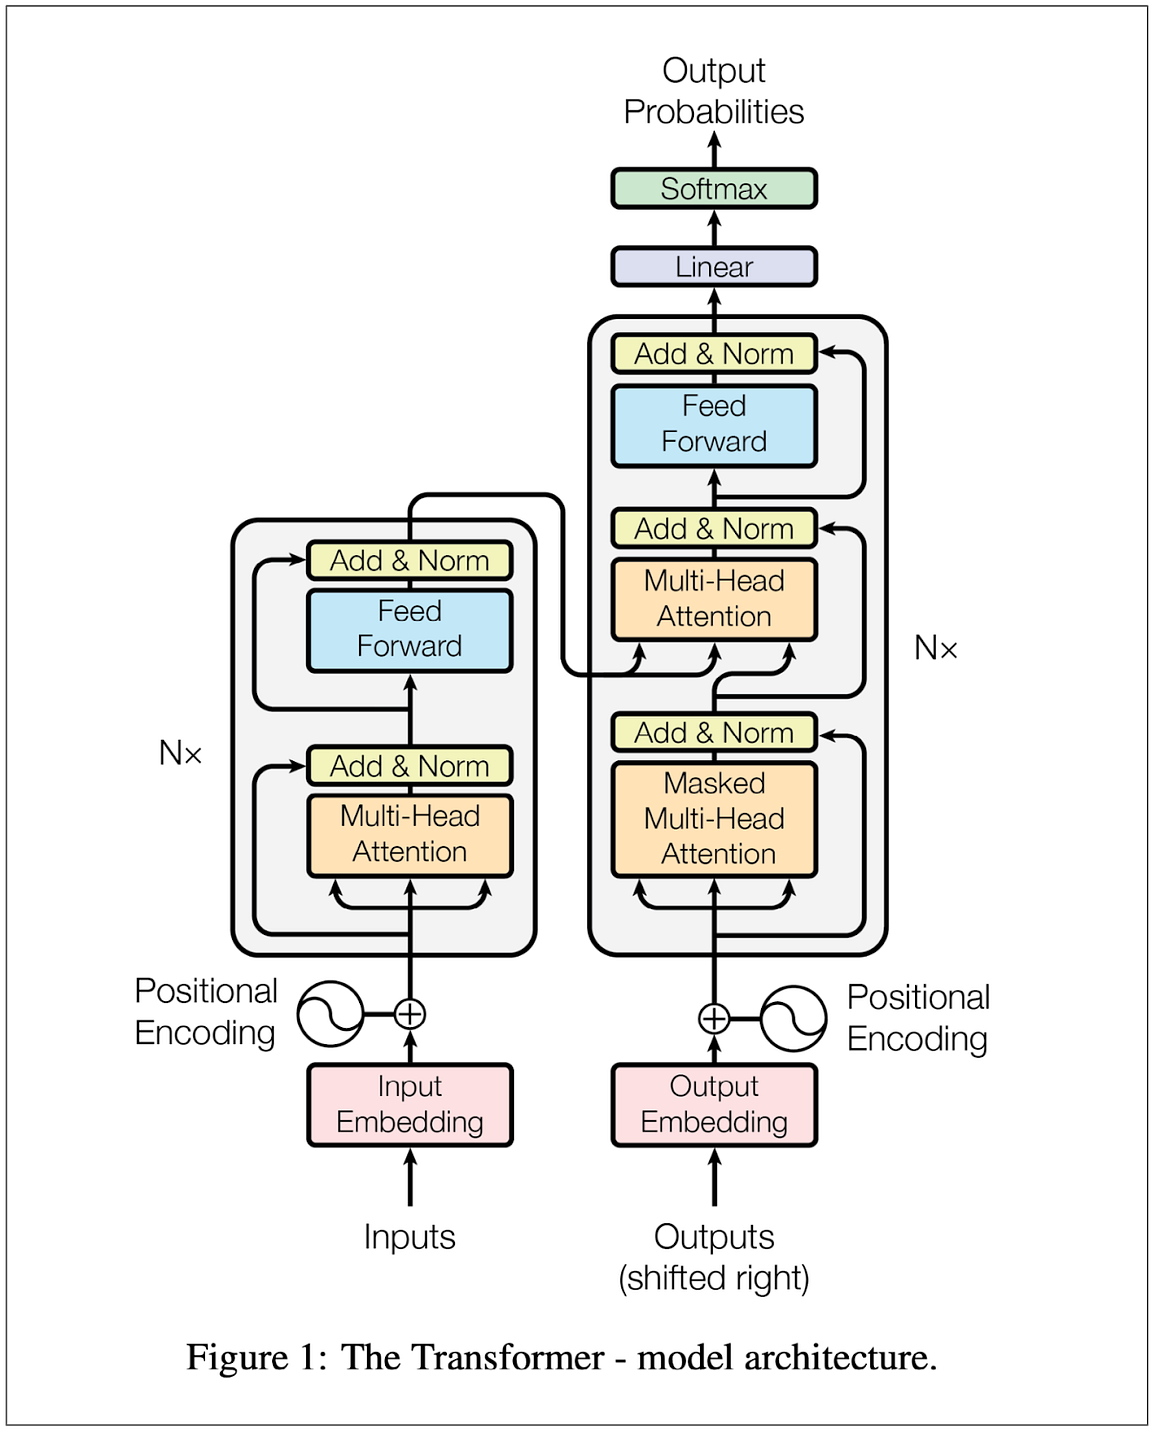 Output
Probabilities
Softmax
Linear
Add & Norm
Feed
Forward
Add & Norm
Multi-Head
Attention
Add & Norm
Masked
Multi-Head
Attention
N×
Add & Norm
Feed
Forward
Add & Norm
Multi-Head
Attention
N×
Positional
Encoding
Input
Embedding
Inputs
Positional
Encoding
Output
Embedding
Outputs
(shifted right)
Figure 1: The Transformer - model architecture.